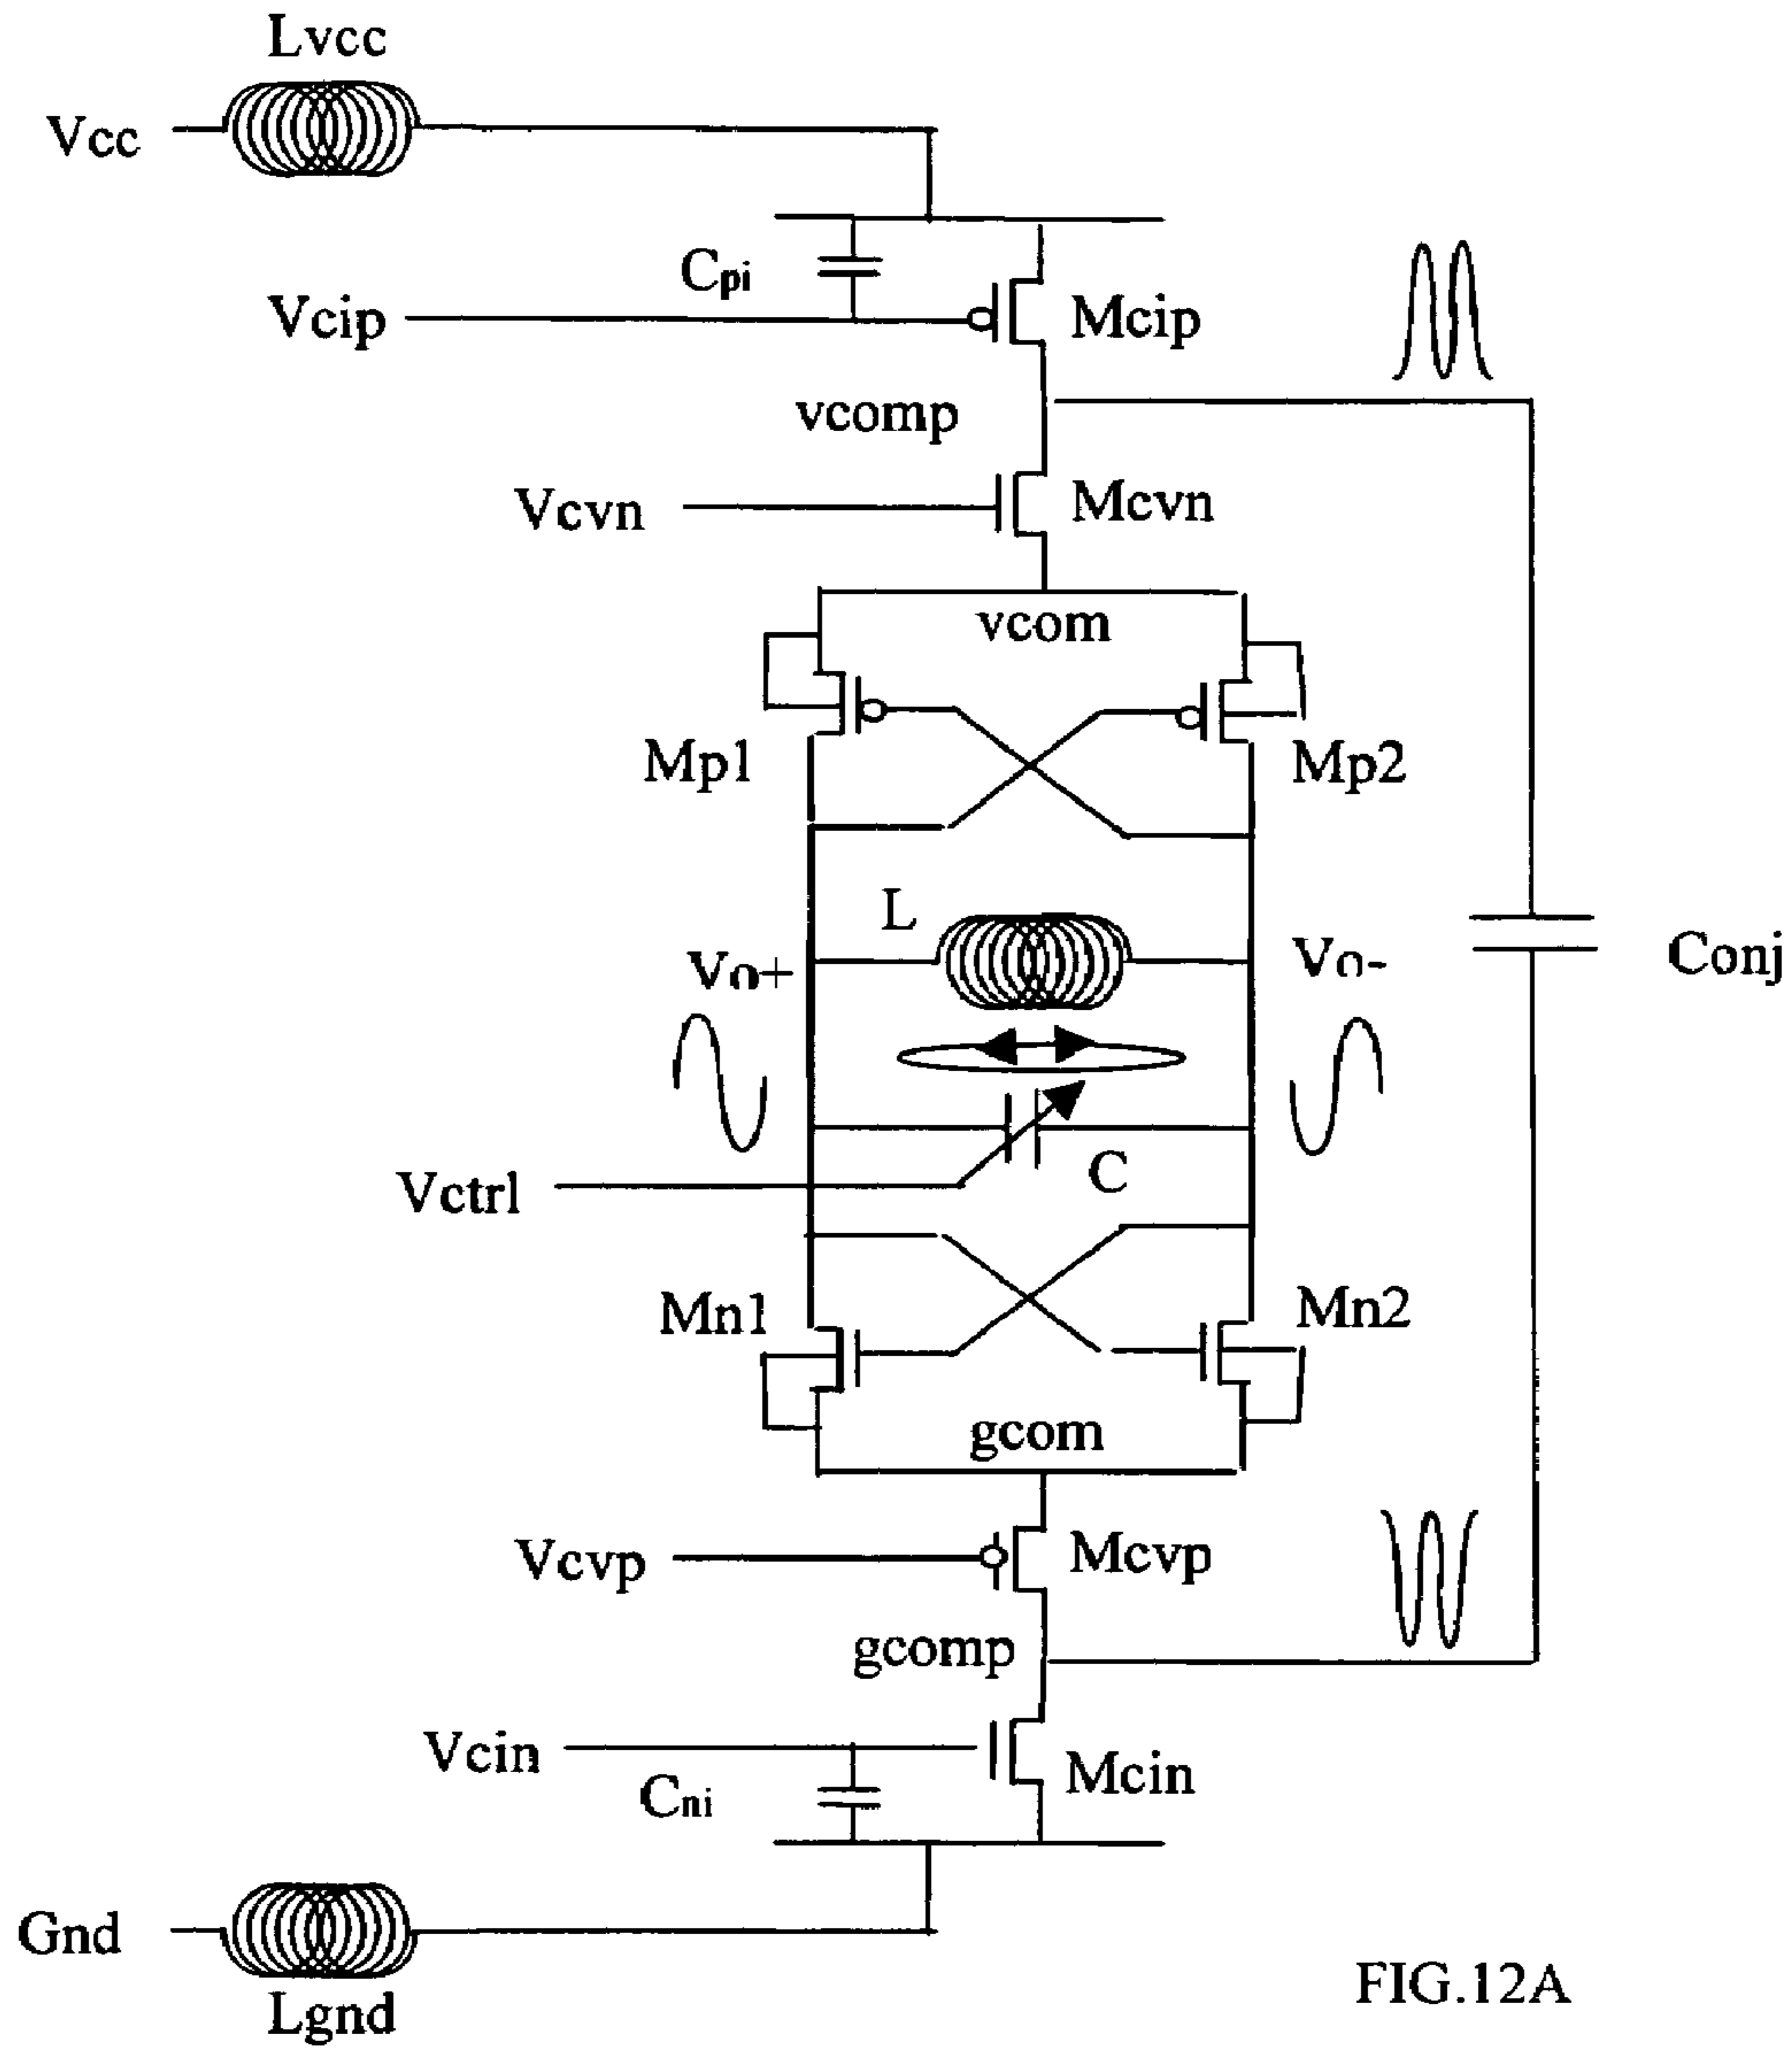 Lvcc
Vcc
Cpi
Vcip
Mcip
vcomp
Vcvn
Mcvn
vcom
Mp1
Mp2
L
Vo+
Vo-
Conj
Vctrl
C
Mn1
Mn2
gcom
Vcvp
Mcvp
gcomp
Vcin
Cni
Mcin
Gnd
Lgnd
FIG.12A